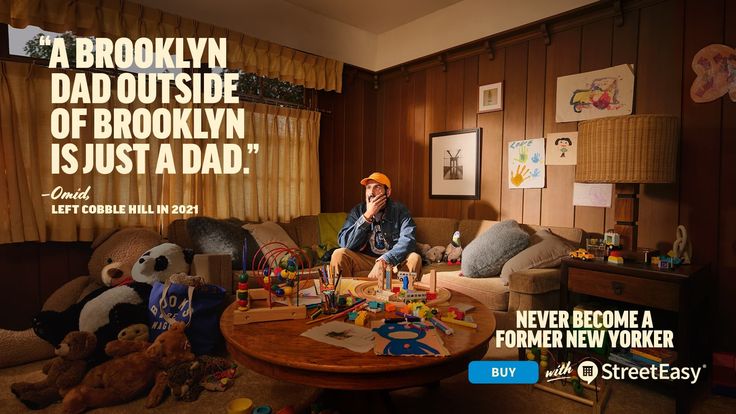 “A BROOKLYN
DAD OUTSIDE
OF BROOKLYN
IS JUST A DAD.”
–Omid,
LEFT COBBLE HILL IN 2021
NEVER BECOME A
FORMER NEW YORKER
BUY with StreetEasy®